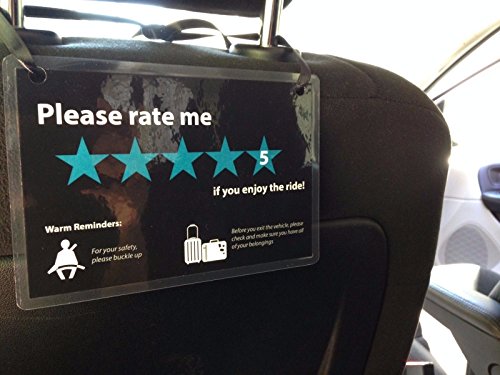 Please rate me
5
if you enjoy the ride!
Warm Reminders:
For your safety,
please buckle up
Before you exit the vehicle, please
check and make sure you have all
of your belongings